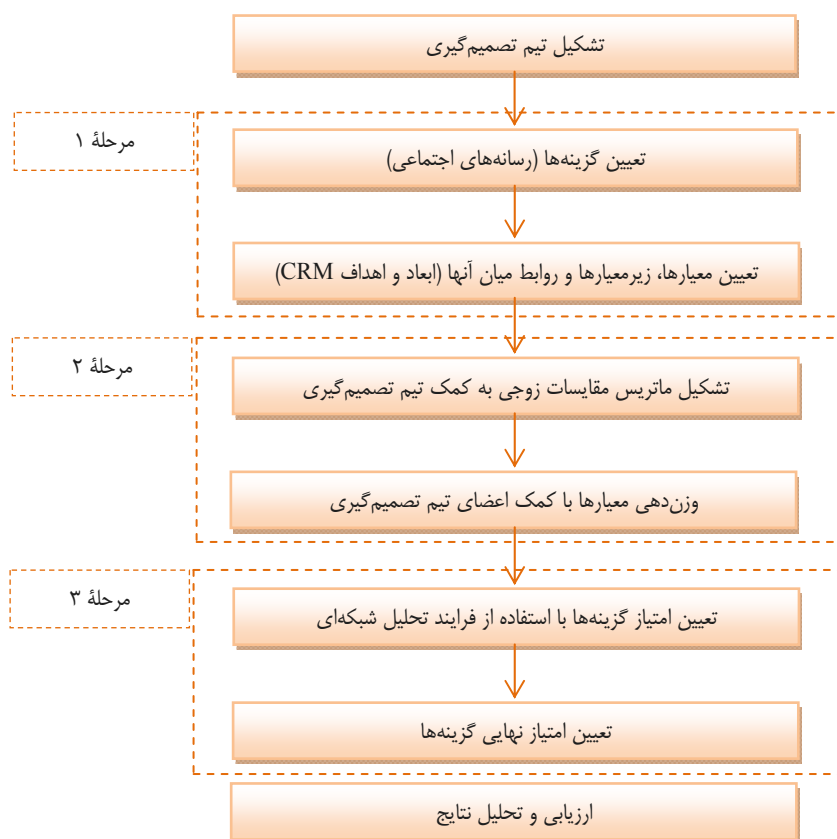 تشکیل تیم تصمیم‌گیری
مرحلهٔ ۱
تعیین گزینه‌ها (رسانه‌های اجتماعی)
تعیین معیارها، زیرمعیارها و روابط میان آنها (ابعاد و اهداف CRM)
مرحلهٔ ۲
تشکیل ماتریس مقایسات زوجی به کمک تیم تصمیم‌گیری
وزن‌دهی معیارها با کمک اعضای تیم تصمیم‌گیری
مرحلهٔ ۳
تعیین امتیاز گزینه‌ها با استفاده از فرایند تحلیل شبکه‌ای
تعیین امتیاز نهایی گزینه‌ها
ارزیابی و تحلیل نتایج